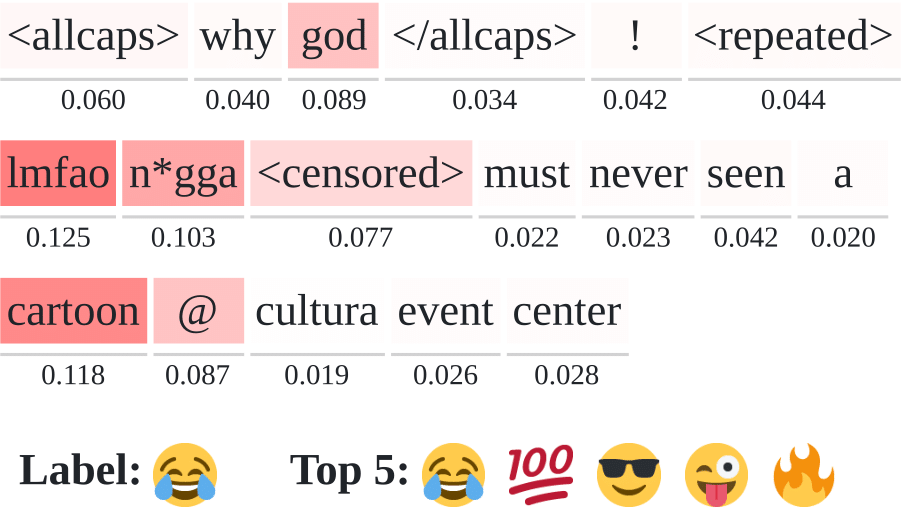 <allcaps> why god </allcaps> ! <repeated>
0.060 0.040 0.089 0.034 0.042 0.044
lmfao n*gga <censored> must never seen a
0.125 0.103 0.077 0.022 0.023 0.042 0.020
cartoon @ cultura event center
0.118 0.087 0.019 0.026 0.028
Label: 😂 Top 5: 😂 💯 😎 😜 🔥